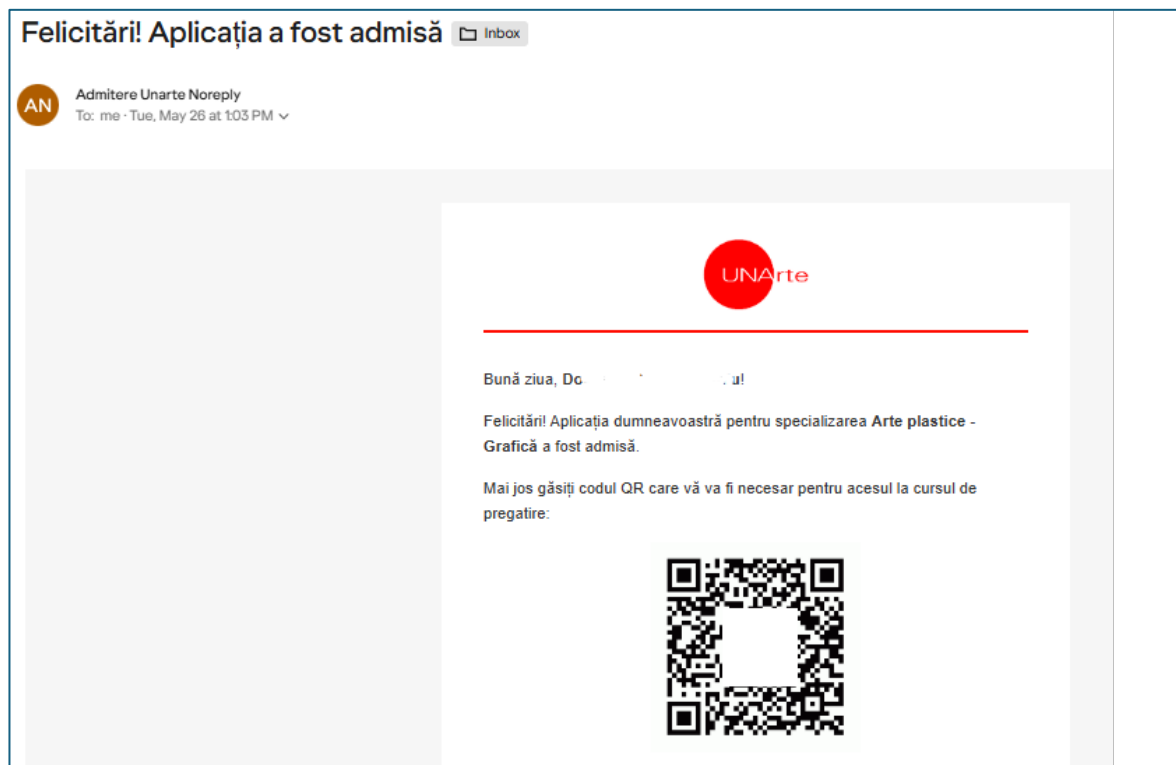 Felicitări! Aplicația a fost admisă Inbox
AN
Admitere Unarte Noreply
To: me · Tue, May 26 at 1:03 PM
UNArte
Bună ziua,
Felicitări! Aplicația dumneavoastră pentru specializarea Arte plastice -
Grafică a fost admisă.
Mai jos găsiți codul QR care vă va fi necesar pentru acesul la cursul de
pregatire: